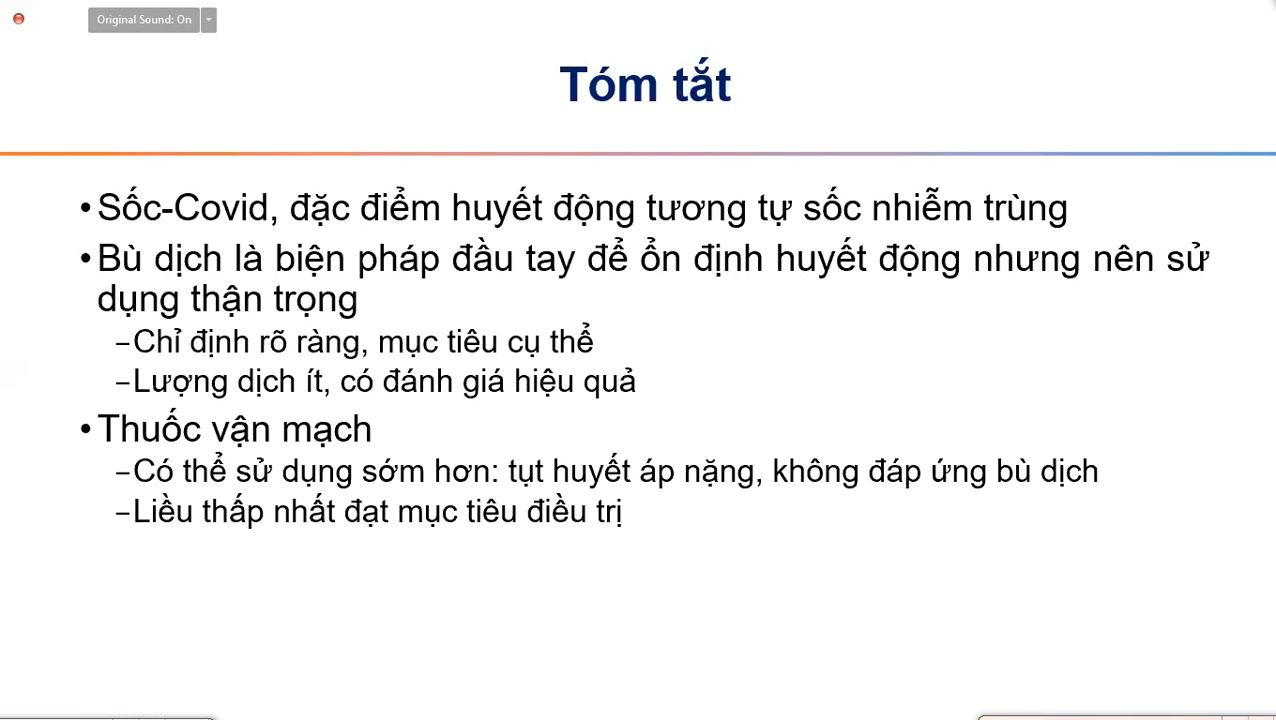 Original Sound: On
Tóm tắt
•Sốc-Covid, đặc điểm huyết động tương tự sốc nhiễm trùng
•Bù dịch là biện pháp đầu tay để ổn định huyết động nhưng nên sử
dụng thận trọng
–Chỉ định rõ ràng, mục tiêu cụ thể
–Lượng dịch ít, có đánh giá hiệu quả
•Thuốc vận mạch
–Có thể sử dụng sớm hơn: tụt huyết áp nặng, không đáp ứng bù dịch
–Liều thấp nhất đạt mục tiêu điều trị